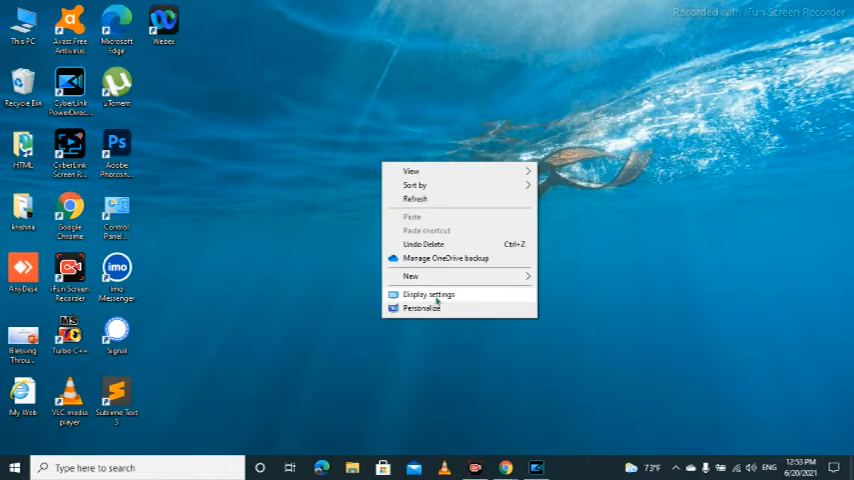 Recorded with iFun Screen Recorder
This PC
Avast Free
Antivirus
Microsoft
Edge
Webex
Recycle Bin
CyberLink
PowerDirec...
µTorrent
HTML
CyberLink
Screen R...
Adobe
Photosh...
krishna
Google
Chrome
Control
Panel ...
AnyDesk
iFun Screen
Recorder
imo
Messenger
Blessing
Throu...
Turbo C++
Signal
My Web
VLC media
player
Sublime Text
3
View
Sort by
Refresh
Paste
Paste shortcut
Undo Delete Ctrl+Z
Manage OneDrive backup
New
Display settings
Personalize
Type here to search
73°F
ENG
12:53 PM
6/20/2021